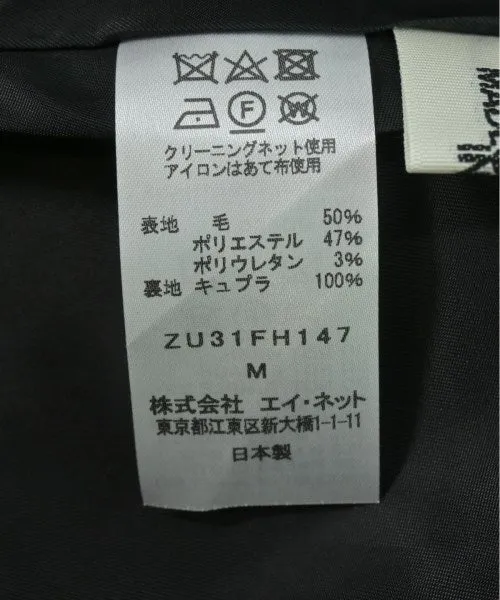 F W
クリーニングネット使用
アイロンはあて布使用
表地 毛 50%
ポリエステル 47%
ポリウレタン 3%
裏地 キュプラ 100%
ZU31FH147
M
株式会社 エイ・ネット
東京都江東区新大橋1-1-11
日本製